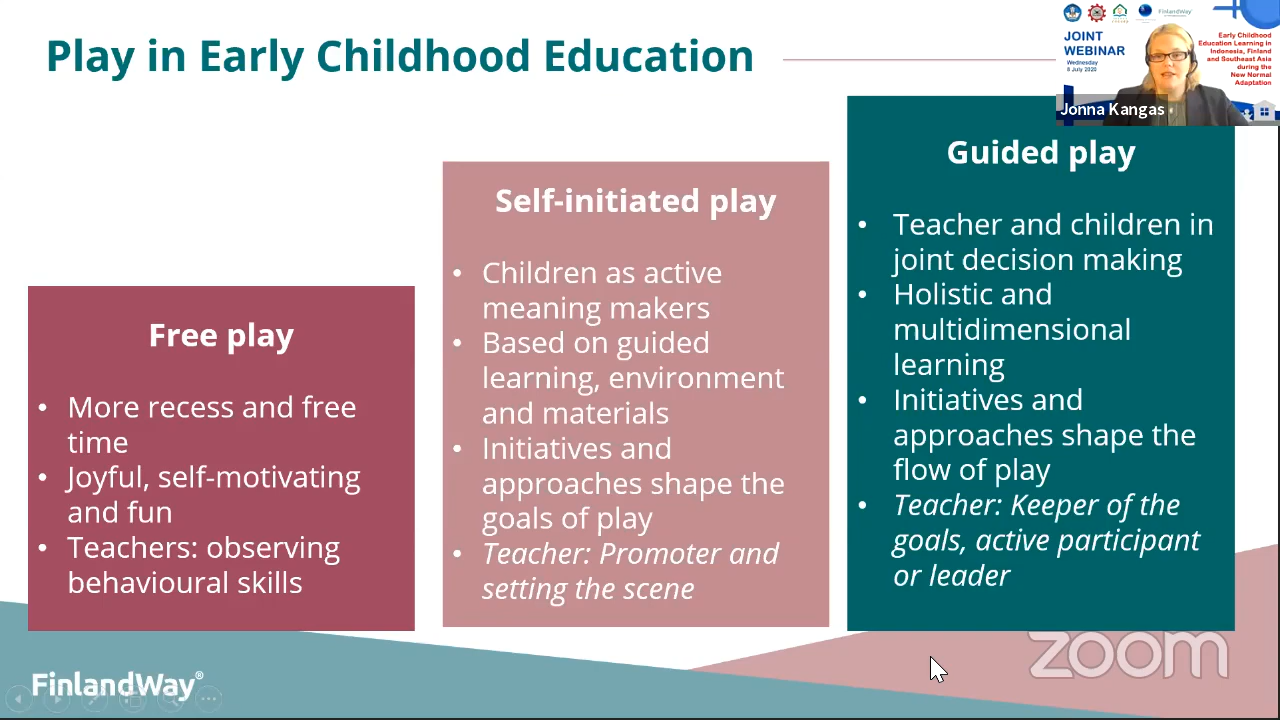 Play in Early Childhood Education
JOINT
WEBINAR
Wednesday
8 July 2020
FinlandWay
Early Childhood
Education Learning in
Indonesia, Finland
and Southeast Asia
during the
New Normal
Adaptation
Jonna Kangas
Free play
• More recess and free
time
• Joyful, self-motivating
and fun
• Teachers: observing
behavioural skills
Self-initiated play
• Children as active
meaning makers
• Based on guided
learning, environment
and materials
• Initiatives and
approaches shape the
goals of play
• Teacher: Promoter and
setting the scene
Guided play
• Teacher and children in
joint decision making
• Holistic and
multidimensional
learning
• Initiatives and
approaches shape the
flow of play
• Teacher: Keeper of the
goals, active participant
or leader
FinlandWay®
zoom